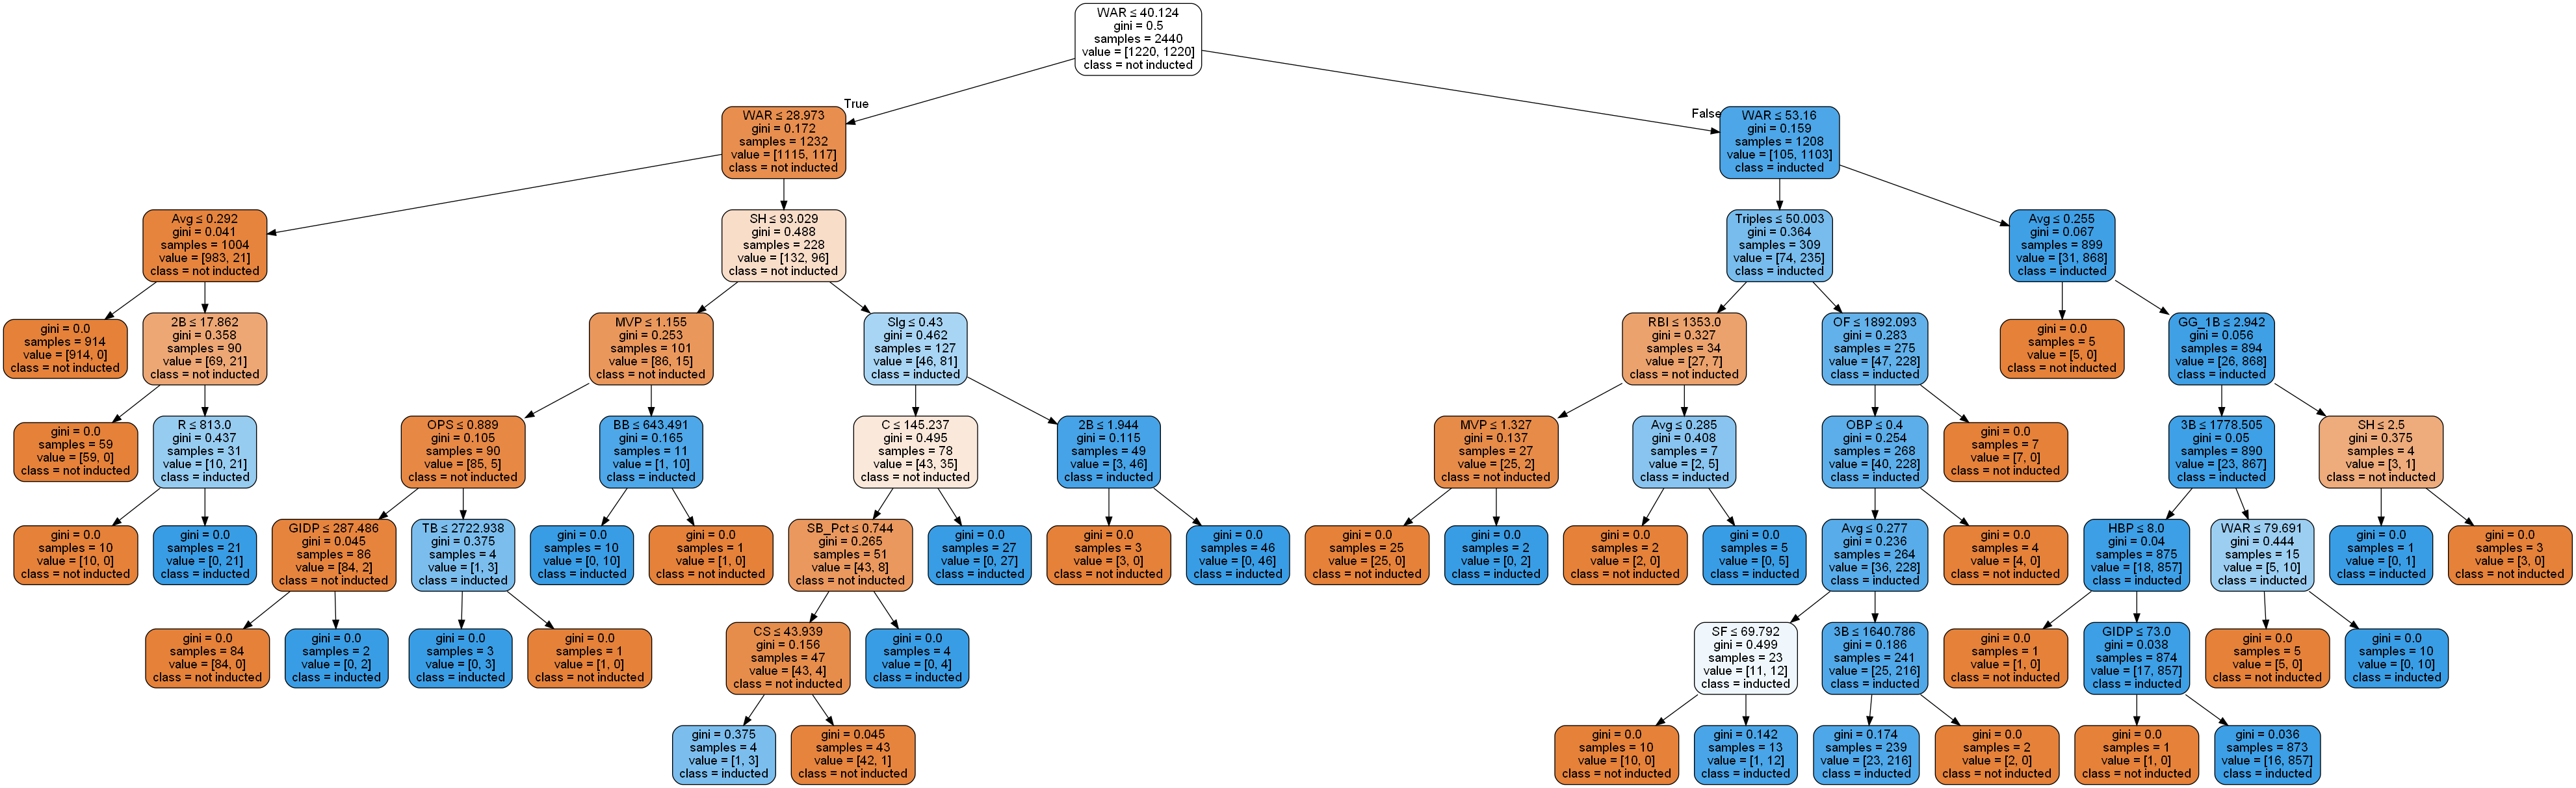 WAR ≤ 40.124
gini = 0.5
samples = 2440
value = [1220, 1220]
class = not inducted
True
False
WAR ≤ 28.973
gini = 0.172
samples = 1232
value = [1115, 117]
class = not inducted
WAR ≤ 53.16
gini = 0.159
samples = 1208
value = [105, 1103]
class = inducted
Avg ≤ 0.292
gini = 0.041
samples = 1004
value = [983, 21]
class = not inducted
SH ≤ 93.029
gini = 0.488
samples = 228
value = [132, 96]
class = not inducted
Triples ≤ 50.003
gini = 0.364
samples = 309
value = [74, 235]
class = inducted
Avg ≤ 0.255
gini = 0.067
samples = 899
value = [31, 868]
class = inducted
gini = 0.0
samples = 914
value = [914, 0]
class = not inducted
2B ≤ 17.862
gini = 0.358
samples = 90
value = [69, 21]
class = not inducted
MVP ≤ 1.155
gini = 0.253
samples = 101
value = [86, 15]
class = not inducted
Slg ≤ 0.43
gini = 0.462
samples = 127
value = [46, 81]
class = inducted
RBI ≤ 1353.0
gini = 0.327
samples = 34
value = [27, 7]
class = not inducted
OF ≤ 1892.093
gini = 0.283
samples = 275
value = [47, 228]
class = inducted
gini = 0.0
samples = 5
value = [5, 0]
class = not inducted
GG_1B ≤ 2.942
gini = 0.056
samples = 894
value = [26, 868]
class = inducted
gini = 0.0
samples = 59
value = [59, 0]
class = not inducted
R ≤ 813.0
gini = 0.437
samples = 31
value = [10, 21]
class = inducted
OPS ≤ 0.889
gini = 0.105
samples = 90
value = [85, 5]
class = not inducted
BB ≤ 643.491
gini = 0.165
samples = 11
value = [1, 10]
class = inducted
C ≤ 145.237
gini = 0.495
samples = 78
value = [43, 35]
class = not inducted
2B ≤ 1.944
gini = 0.115
samples = 49
value = [3, 46]
class = inducted
MVP ≤ 1.327
gini = 0.137
samples = 27
value = [25, 2]
class = not inducted
Avg ≤ 0.285
gini = 0.408
samples = 7
value = [2, 5]
class = inducted
OBP ≤ 0.4
gini = 0.254
samples = 268
value = [40, 228]
class = inducted
gini = 0.0
samples = 7
value = [7, 0]
class = not inducted
3B ≤ 1778.505
gini = 0.05
samples = 890
value = [23, 867]
class = inducted
SH ≤ 2.5
gini = 0.375
samples = 4
value = [3, 1]
class = not inducted
gini = 0.0
samples = 10
value = [10, 0]
class = not inducted
gini = 0.0
samples = 21
value = [0, 21]
class = inducted
GIDP ≤ 287.486
gini = 0.045
samples = 86
value = [84, 2]
class = not inducted
TB ≤ 2722.938
gini = 0.375
samples = 4
value = [1, 3]
class = inducted
gini = 0.0
samples = 10
value = [0, 10]
class = inducted
gini = 0.0
samples = 1
value = [1, 0]
class = not inducted
SB_Pct ≤ 0.744
gini = 0.265
samples = 51
value = [43, 8]
class = not inducted
gini = 0.0
samples = 27
value = [0, 27]
class = inducted
gini = 0.0
samples = 3
value = [3, 0]
class = not inducted
gini = 0.0
samples = 46
value = [0, 46]
class = inducted
gini = 0.0
samples = 25
value = [25, 0]
class = not inducted
gini = 0.0
samples = 2
value = [0, 2]
class = inducted
gini = 0.0
samples = 2
value = [2, 0]
class = not inducted
gini = 0.0
samples = 5
value = [0, 5]
class = inducted
Avg ≤ 0.277
gini = 0.236
samples = 264
value = [36, 228]
class = inducted
gini = 0.0
samples = 4
value = [4, 0]
class = not inducted
HBP ≤ 8.0
gini = 0.04
samples = 875
value = [18, 857]
class = inducted
WAR ≤ 79.691
gini = 0.444
samples = 15
value = [5, 10]
class = inducted
gini = 0.0
samples = 1
value = [0, 1]
class = inducted
gini = 0.0
samples = 3
value = [3, 0]
class = not inducted
gini = 0.0
samples = 84
value = [84, 0]
class = not inducted
gini = 0.0
samples = 2
value = [0, 2]
class = inducted
gini = 0.0
samples = 3
value = [0, 3]
class = inducted
gini = 0.0
samples = 1
value = [1, 0]
class = not inducted
CS ≤ 43.939
gini = 0.156
samples = 47
value = [43, 4]
class = not inducted
gini = 0.0
samples = 4
value = [0, 4]
class = inducted
SF ≤ 69.792
gini = 0.499
samples = 23
value = [11, 12]
class = inducted
3B ≤ 1640.786
gini = 0.186
samples = 241
value = [25, 216]
class = inducted
gini = 0.0
samples = 1
value = [1, 0]
class = not inducted
GIDP ≤ 73.0
gini = 0.038
samples = 874
value = [17, 857]
class = inducted
gini = 0.0
samples = 5
value = [5, 0]
class = not inducted
gini = 0.0
samples = 10
value = [0, 10]
class = inducted
gini = 0.375
samples = 4
value = [1, 3]
class = inducted
gini = 0.045
samples = 43
value = [42, 1]
class = not inducted
gini = 0.0
samples = 10
value = [10, 0]
class = not inducted
gini = 0.142
samples = 13
value = [1, 12]
class = inducted
gini = 0.174
samples = 239
value = [23, 216]
class = inducted
gini = 0.0
samples = 2
value = [2, 0]
class = not inducted
gini = 0.0
samples = 1
value = [1, 0]
class = not inducted
gini = 0.036
samples = 873
value = [16, 857]
class = inducted